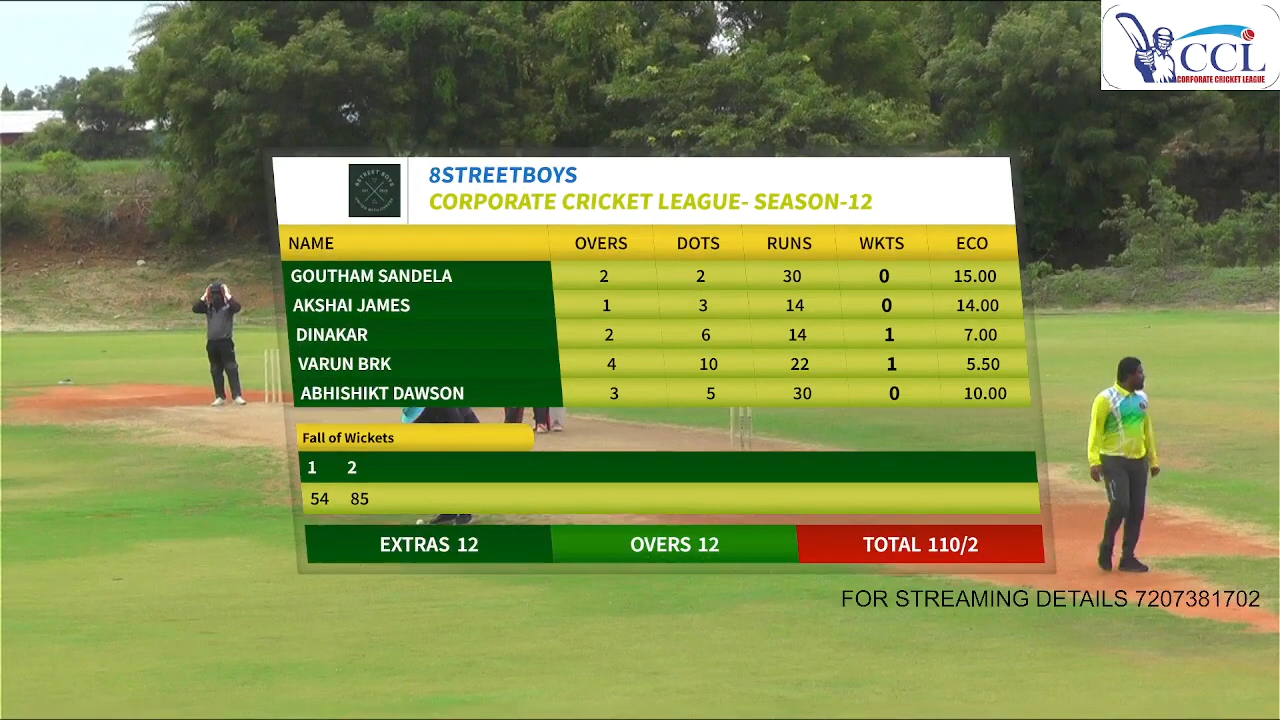 CCL
CORPORATE CRICKET LEAGUE
8STREET BOYS
8STREETBOYS
CORPORATE CRICKET LEAGUE- SEASON-12
NAME OVERS DOTS RUNS WKTS ECO
GOUTHAM SANDELA 2 2 30 0 15.00
AKSHAI JAMES 1 3 14 0 14.00
DINAKAR 2 6 14 1 7.00
VARUN BRK 4 10 22 1 5.50
ABHISHIKT DAWSON 3 5 30 0 10.00
Fall of Wickets
1 2
54 85
EXTRAS 12 OVERS 12 TOTAL 110/2
FOR STREAMING DETAILS 7207381702